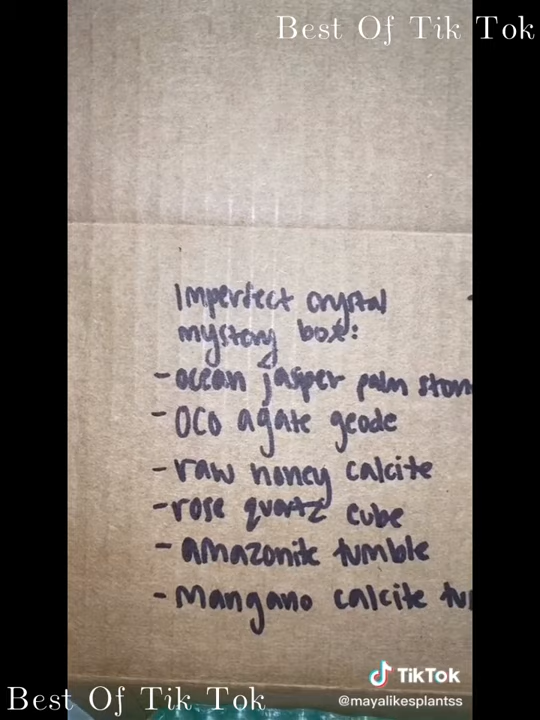 Best Of Tik Tok
Imperfect crystal
mystery box:
- ocean jasper palm ston
- OCO agate geode
- raw honey calcite
- rose quartz cube
- amazonite tumble
- Mangano calcite tu
TikTok
Best Of Tik Tok
@mayalikesplantss